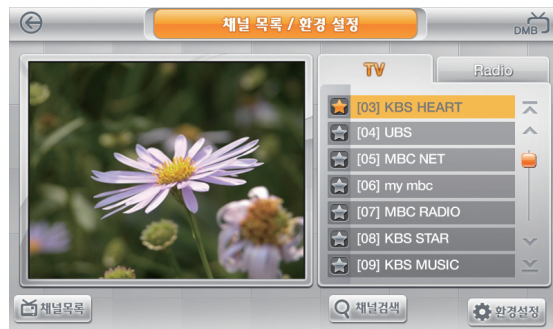 채널 목록 / 환경 설정
DMB
TV
Radio
[03] KBS HEART
[04] UBS
[05] MBC NET
[06] my mbc
[07] MBC RADIO
[08] KBS STAR
[09] KBS MUSIC
채널목록
채널검색
환경설정